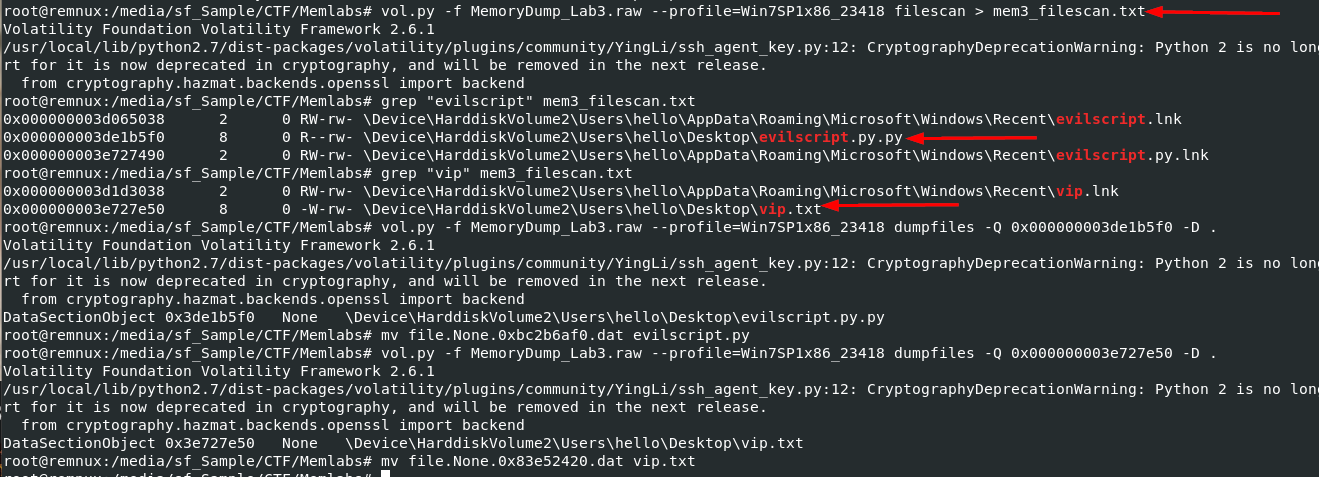 root@remnux:/media/sf_Sample/CTF/Memlabs# vol.py -f MemoryDump_Lab3.raw --profile=Win7SP1x86_23418 filescan > mem3_filescan.txt
Volatility Foundation Volatility Framework 2.6.1
/usr/local/lib/python2.7/dist-packages/volatility/plugins/community/YingLi/ssh_agent_key.py:12: CryptographyDeprecationWarning: Python 2 is no lon
rt for it is now deprecated in cryptography, and will be removed in the next release.
  from cryptography.hazmat.backends.openssl import backend
root@remnux:/media/sf_Sample/CTF/Memlabs# grep "evilscript" mem3_filescan.txt
0x000000003d065038      2      0 RW-rw- \Device\HarddiskVolume2\Users\hello\AppData\Roaming\Microsoft\Windows\Recent\evilscript.lnk
0x000000003de1b5f0      8      0 R--rw- \Device\HarddiskVolume2\Users\hello\Desktop\evilscript.py.py
0x000000003e727490      2      0 RW-rw- \Device\HarddiskVolume2\Users\hello\AppData\Roaming\Microsoft\Windows\Recent\evilscript.py.lnk
root@remnux:/media/sf_Sample/CTF/Memlabs# grep "vip" mem3_filescan.txt
0x000000003d1d3038      2      0 RW-rw- \Device\HarddiskVolume2\Users\hello\AppData\Roaming\Microsoft\Windows\Recent\vip.lnk
0x000000003e727e50      8      0 -W-rw- \Device\HarddiskVolume2\Users\hello\Desktop\vip.txt
root@remnux:/media/sf_Sample/CTF/Memlabs# vol.py -f MemoryDump_Lab3.raw --profile=Win7SP1x86_23418 dumpfiles -Q 0x000000003de1b5f0 -D .
Volatility Foundation Volatility Framework 2.6.1
/usr/local/lib/python2.7/dist-packages/volatility/plugins/community/YingLi/ssh_agent_key.py:12: CryptographyDeprecationWarning: Python 2 is no lon
rt for it is now deprecated in cryptography, and will be removed in the next release.
  from cryptography.hazmat.backends.openssl import backend
DataSectionObject 0x3de1b5f0   None   \Device\HarddiskVolume2\Users\hello\Desktop\evilscript.py.py
root@remnux:/media/sf_Sample/CTF/Memlabs# mv file.None.0xbc2b6af0.dat evilscript.py
root@remnux:/media/sf_Sample/CTF/Memlabs# vol.py -f MemoryDump_Lab3.raw --profile=Win7SP1x86_23418 dumpfiles -Q 0x000000003e727e50 -D .
Volatility Foundation Volatility Framework 2.6.1
/usr/local/lib/python2.7/dist-packages/volatility/plugins/community/YingLi/ssh_agent_key.py:12: CryptographyDeprecationWarning: Python 2 is no lon
rt for it is now deprecated in cryptography, and will be removed in the next release.
  from cryptography.hazmat.backends.openssl import backend
DataSectionObject 0x3e727e50   None   \Device\HarddiskVolume2\Users\hello\Desktop\vip.txt
root@remnux:/media/sf_Sample/CTF/Memlabs# mv file.None.0x83e52420.dat vip.txt
root@remnux:/media/sf_Sample/CTF/Memlabs#